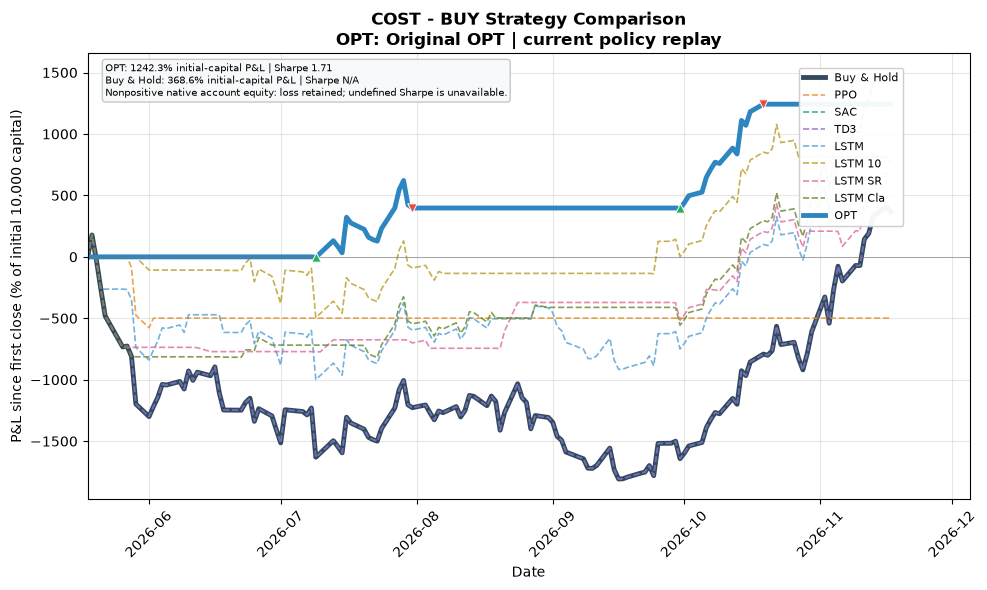 COST - BUY Strategy Comparison
OPT: Original OPT | current policy replay
OPT: 1242.3% initial-capital P&L | Sharpe 1.71
Buy & Hold: 368.6% initial-capital P&L | Sharpe N/A
Nonpositive native account equity: loss retained; undefined Sharpe is unavailable.
Buy & Hold
PPO
SAC
TD3
LSTM
LSTM 10
LSTM SR
LSTM Cla
OPT
P&L since first close (% of initial 10,000 capital)
1500
1000
500
0
−500
−1000
−1500
2026-06
2026-07
2026-08
2026-09
2026-10
2026-11
2026-12
Date